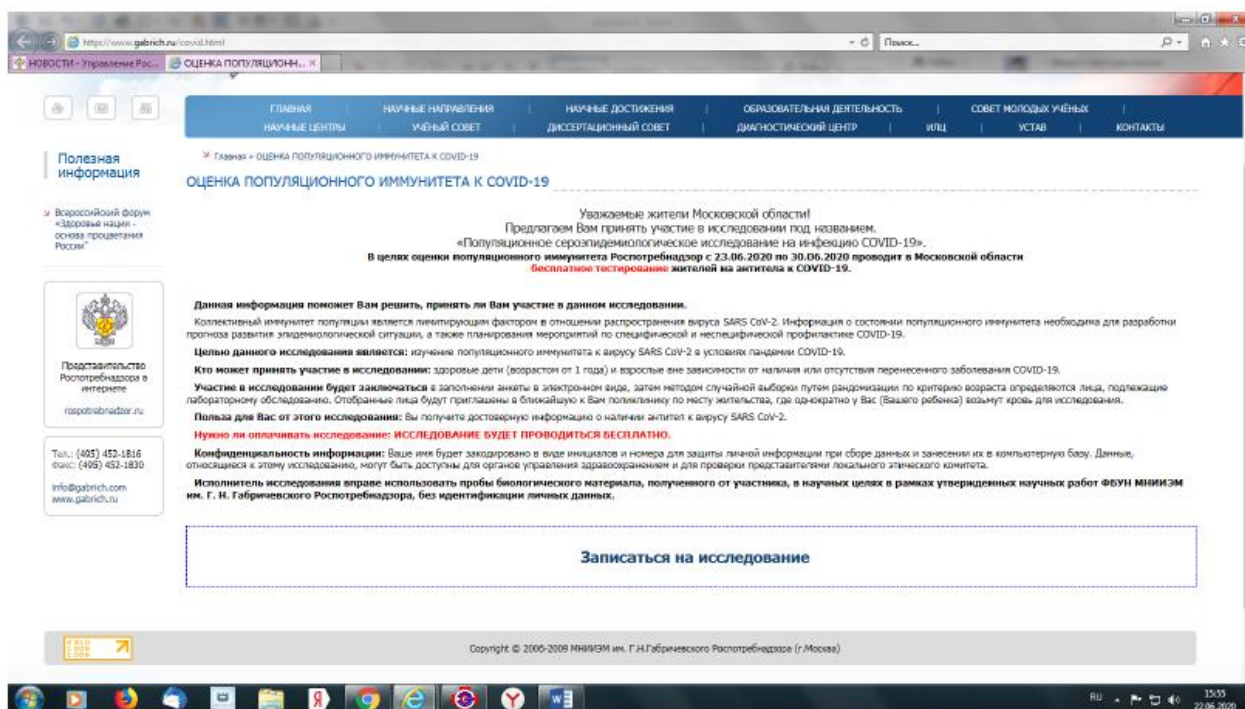 http://www.gabrich.ru/covid.html
Поиск...
НОВОСТИ - Управление Рос...
ОЦЕНКА ПОПУЛЯЦИОНН...
ГЛАВНАЯ | НАУЧНЫЕ НАПРАВЛЕНИЯ | НАУЧНЫЕ ДОСТИЖЕНИЯ | ОБРАЗОВАТЕЛЬНАЯ ДЕЯТЕЛЬНОСТЬ | СОВЕТ МОЛОДЫХ УЧЁНЫХ |
НАУЧНЫЕ ЦЕНТРЫ | УЧЁНЫЙ СОВЕТ | ДИССЕРТАЦИОННЫЙ СОВЕТ | ДИАГНОСТИЧЕСКИЙ ЦЕНТР | ИЛЦ | УСТАВ | КОНТАКТЫ
Полезная
информация
Всероссийский форум
«Здоровье нации -
основа процветания
России"
Представительство
Роспотребнадзора в
интернете
rospotrebnadzor.ru
Тел.: (495) 452-1816
Факс: (495) 452-1830
info@gabrich.com
www.gabrich.ru
Главная » ОЦЕНКА ПОПУЛЯЦИОННОГО ИММУНИТЕТА К COVID-19
ОЦЕНКА ПОПУЛЯЦИОННОГО ИММУНИТЕТА К COVID-19
Уважаемые жители Московской области!
Предлагаем Вам принять участие в исследовании под названием.
«Популяционное сероэпидемиологическое исследование на инфекцию COVID-19».
В целях оценки популяционного иммунитета Роспотребнадзор с 23.06.2020 по 30.06.2020 проводит в Московской области
бесплатное тестирование жителей на антитела к COVID-19.
Данная информация поможет Вам решить, принять ли Вам участие в данном исследовании.
Коллективный иммунитет популяции является лимитирующим фактором в отношении распространения вируса SARS CoV-2. Информация о состоянии популяционного иммунитета необходима для разработки
прогноза развития эпидемиологической ситуации, а также планирования мероприятий по специфической и неспецифической профилактике COVID-19.
Целью данного исследования является: изучение популяционного иммунитета к вирусу SARS CoV-2 в условиях пандемии COVID-19.
Кто может принять участие в исследовании: здоровые дети (возрастом от 1 года) и взрослые вне зависимости от наличия или отсутствия перенесенного заболевания COVID-19.
Участие в исследовании будет заключаться в заполнении анкеты в электронном виде, затем методом случайной выборки путем рандомизации по критерию возраста определяются лица, подлежащие
лабораторному обследованию. Отобранные лица будут приглашены в ближайшую к Вам поликлинику по месту жительства, где однократно у Вас (Вашего ребенка) возьмут кровь для исследования.
Польза для Вас от этого исследования: Вы получите достоверную информацию о наличии антител к вирусу SARS CoV-2.
Нужно ли оплачивать исследование: ИССЛЕДОВАНИЕ БУДЕТ ПРОВОДИТЬСЯ БЕСПЛАТНО.
Конфиденциальность информации: Ваше имя будет закодировано в виде инициалов и номера для защиты личной информации при сборе данных и занесении их в компьютерную базу. Данные,
относящиеся к этому исследованию, могут быть доступны для органов управления здравоохранением и для проверки представителями локального этического комитета.
Исполнитель исследования вправе использовать пробы биологического материала, полученного от участника, в научных целях в рамках утвержденных научных работ ФБУН МНИИЭМ
им. Г. Н. Габричевского Роспотребнадзора, без идентификации личных данных.
Записаться на исследование
Copyright © 2006-2009 МНИИЭМ им. Г.Н.Габричевского Роспотребнадзора (г.Москва)
RU
15:55
22.06.2020